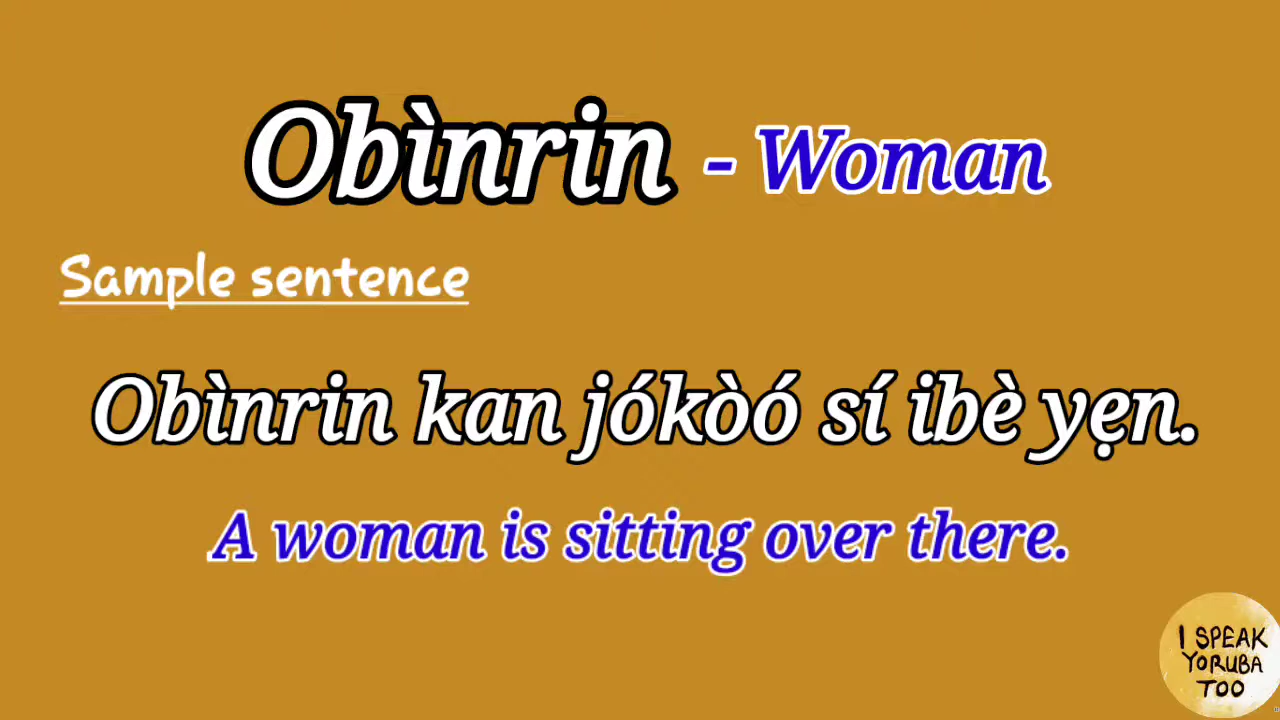 Obìnrin - Woman
Sample sentence
Obìnrin kan jókòó sí ibè yẹn.
A woman is sitting over there.
I SPEAK
YORUBA
TOO